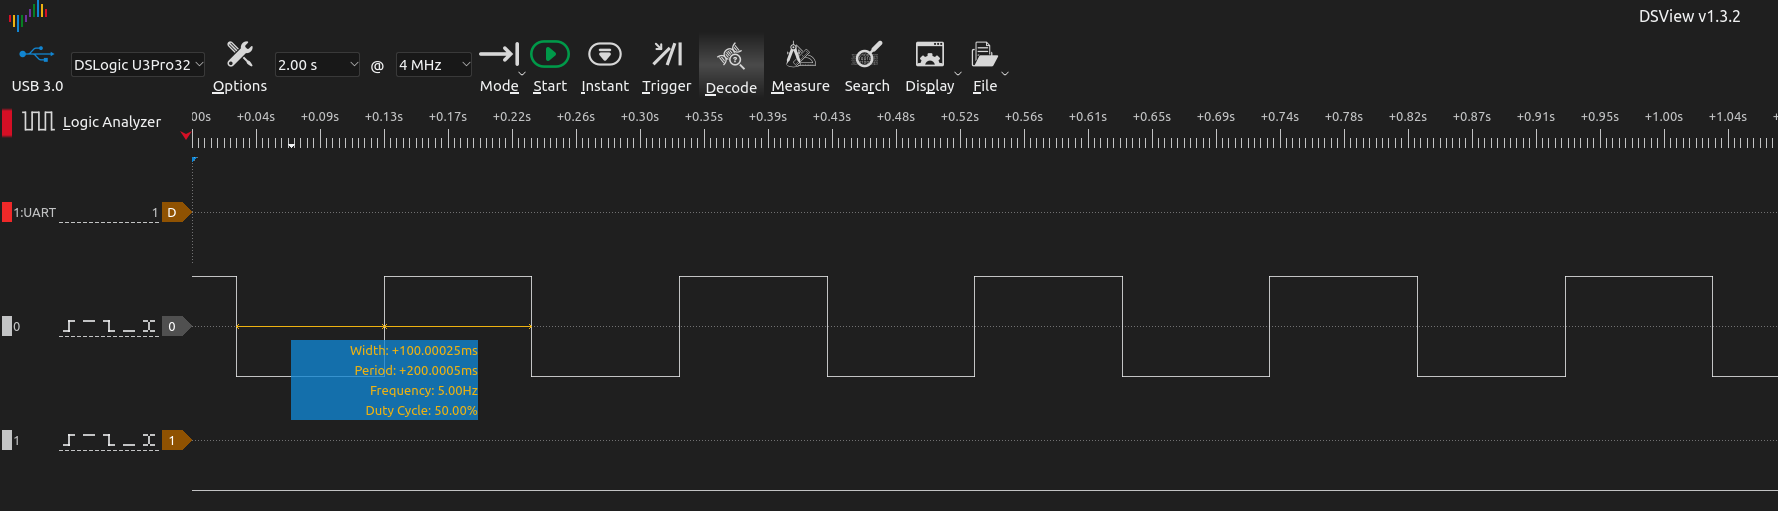 DSView v1.3.2
USB 3.0 DSLogic U3Pro32 Options 2.00 s @ 4 MHz Mode Start Instant Trigger Decode Measure Search Display File
Logic Analyzer
00s +0.04s +0.09s +0.13s +0.17s +0.22s +0.26s +0.30s +0.35s +0.39s +0.43s +0.48s +0.52s +0.56s +0.61s +0.65s +0.69s +0.74s +0.78s +0.82s +0.87s +0.91s +0.95s +1.00s +1.04s
1:UART 1 D
0 0
Width: +100.00025ms
Period: +200.0005ms
Frequency: 5.00Hz
Duty Cycle: 50.00%
1 1